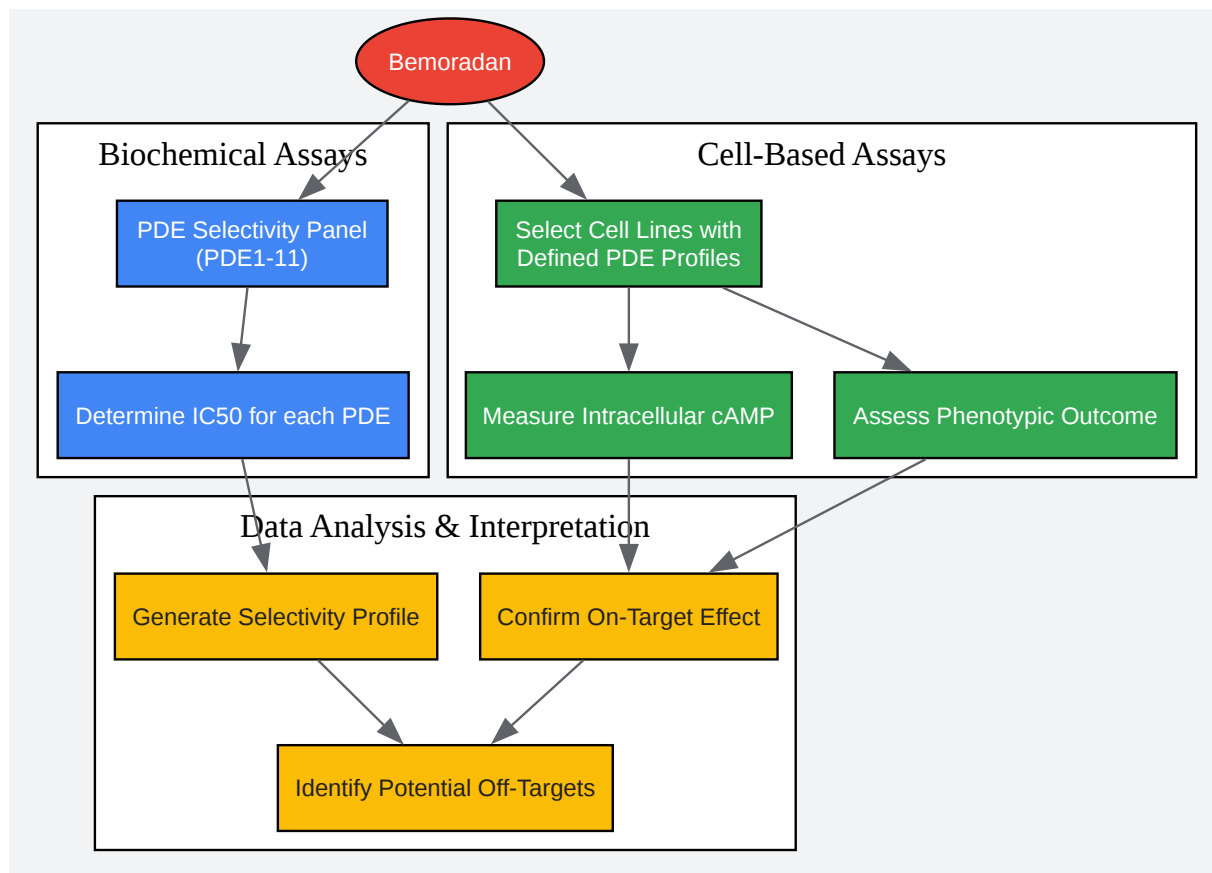 Bemoradan
Biochemical Assays
Cell-Based Assays
PDE Selectivity Panel
(PDE1-11)
Select Cell Lines with
Defined PDE Profiles
Determine IC50 for each PDE
Measure Intracellular cAMP
Assess Phenotypic Outcome
Data Analysis & Interpretation
Generate Selectivity Profile
Confirm On-Target Effect
Identify Potential Off-Targets